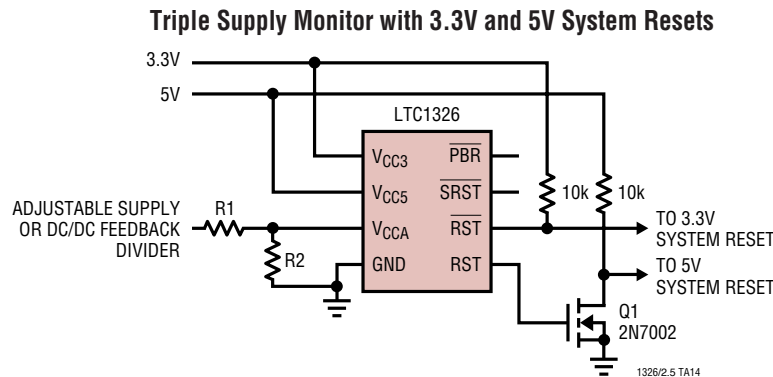 Triple Supply Monitor with 3.3V and 5V System Resets
3.3V
5V
LTC1326
VCC3
PBR
VCC5
SRST
10k
10k
ADJUSTABLE SUPPLY
OR DC/DC FEEDBACK
DIVIDER
R1
VCCA
RST
TO 3.3V
SYSTEM RESET
R2
GND
RST
TO 5V
SYSTEM RESET
Q1
2N7002
1326/2.5 TA14